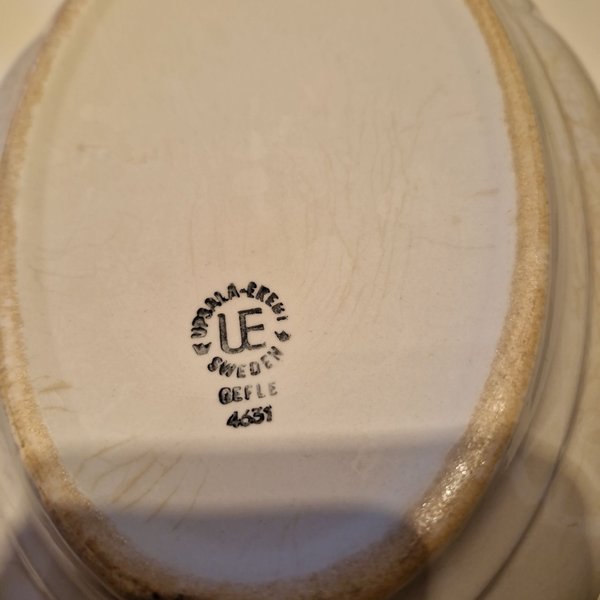 UPSALA-EKEBY
UE
SWEDEN
GEFLE
4631